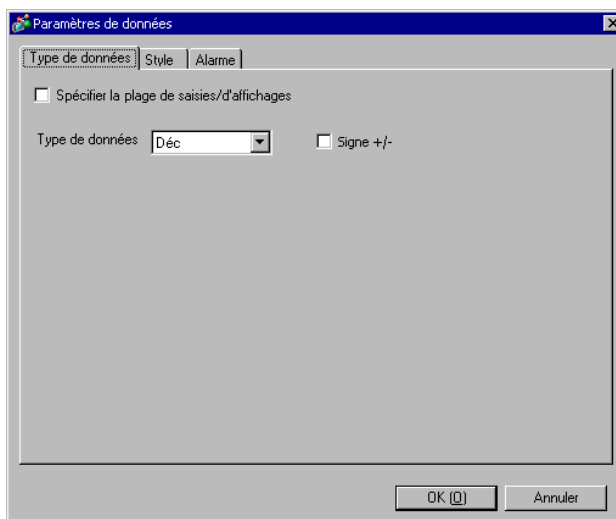 Paramètres de données
Type de données Style Alarme
Spécifier la plage de saisies/d'affichages
Type de données Déc Signe +/-
OK (O) Annuler